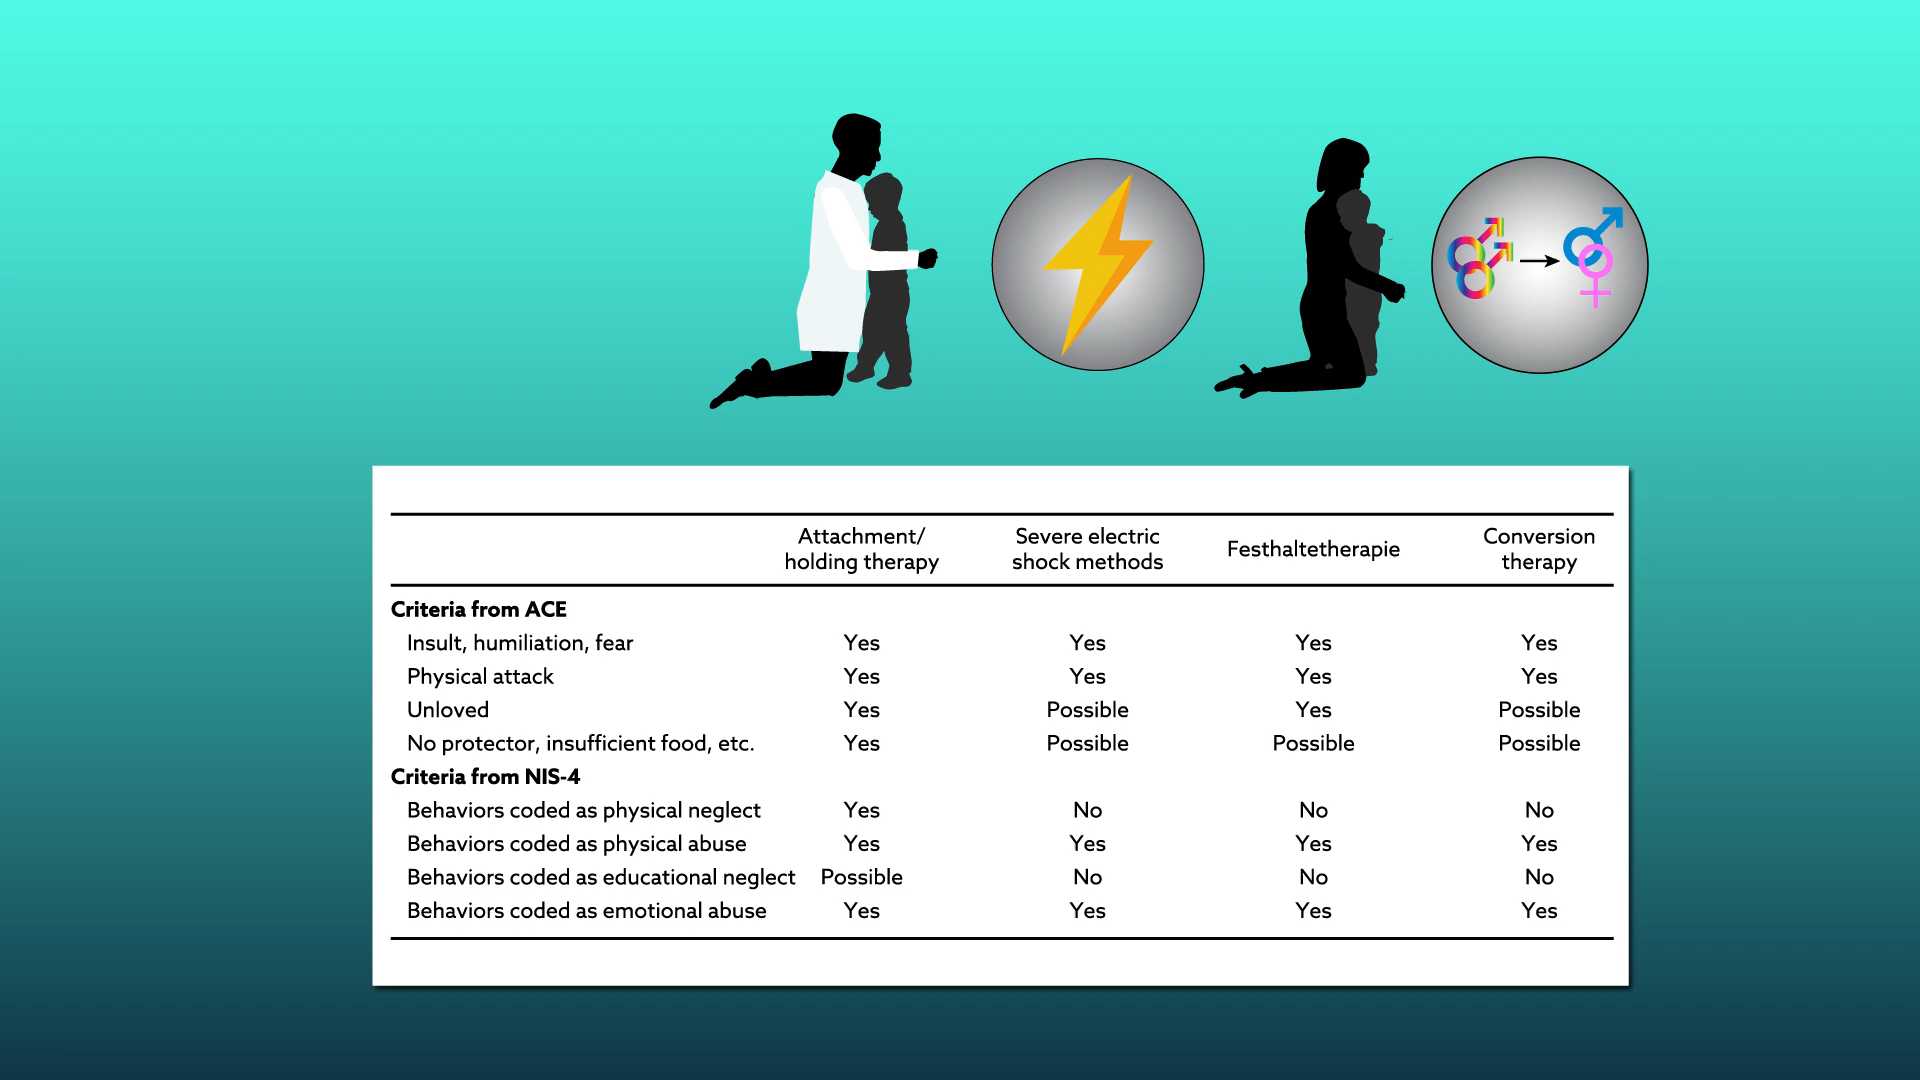 Attachment/
holding therapy
Severe electric
shock methods
Festhaltetherapie
Conversion
therapy
Criteria from ACE
Insult, humiliation, fear Yes Yes Yes Yes
Physical attack Yes Yes Yes Yes
Unloved Yes Possible Yes Possible
No protector, insufficient food, etc. Yes Possible Possible Possible
Criteria from NIS-4
Behaviors coded as physical neglect Yes No No No
Behaviors coded as physical abuse Yes Yes Yes Yes
Behaviors coded as educational neglect Possible No No No
Behaviors coded as emotional abuse Yes Yes Yes Yes